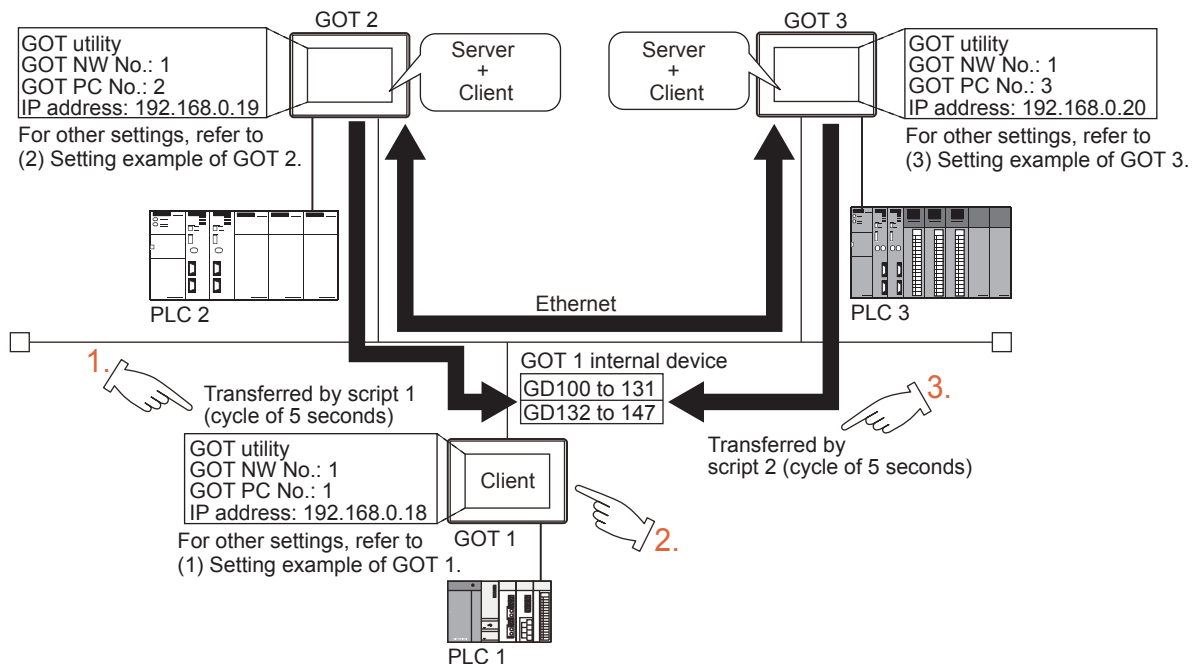 GOT 2
GOT utility
GOT NW No.: 1
GOT PC No.: 2
IP address: 192.168.0.19
For other settings, refer to
(2) Setting example of GOT 2.
Server
+
Client
GOT 3
Server
+
Client
GOT utility
GOT NW No.: 1
GOT PC No.: 3
IP address: 192.168.0.20
For other settings, refer to
(3) Setting example of GOT 3.
PLC 2
Ethernet
PLC 3
1.
Transferred by script 1
(cycle of 5 seconds)
GOT 1 internal device
GD100 to 131
GD132 to 147
3.
Transferred by
script 2 (cycle of 5 seconds)
GOT utility
GOT NW No.: 1
GOT PC No.: 1
IP address: 192.168.0.18
For other settings, refer to
(1) Setting example of GOT 1.
Client
GOT 1
2.
PLC 1